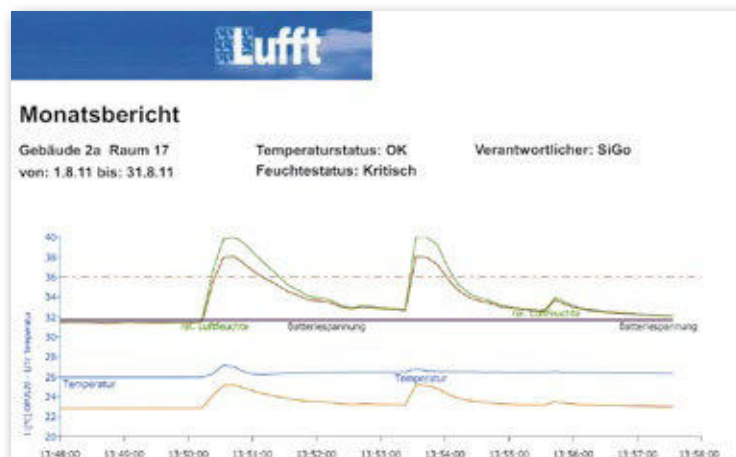 Lufft
Monatsbericht
Gebäude 2a Raum 17 Temperaturstatus: OK Verantwortlicher: SiGo
von: 1.8.11 bis: 31.8.11 Feuchtestatus: Kritisch
40
38
36
34
32
30
28
26
24
22
20
Luftfeuchte Batteriespannung Luftfeuchte Batteriespannung
Temperatur Temperatur
13:48:00 13:49:00 13:50:00 13:51:00 13:52:00 13:53:00 13:54:00 13:55:00 13:56:00 13:57:00 13:58:00